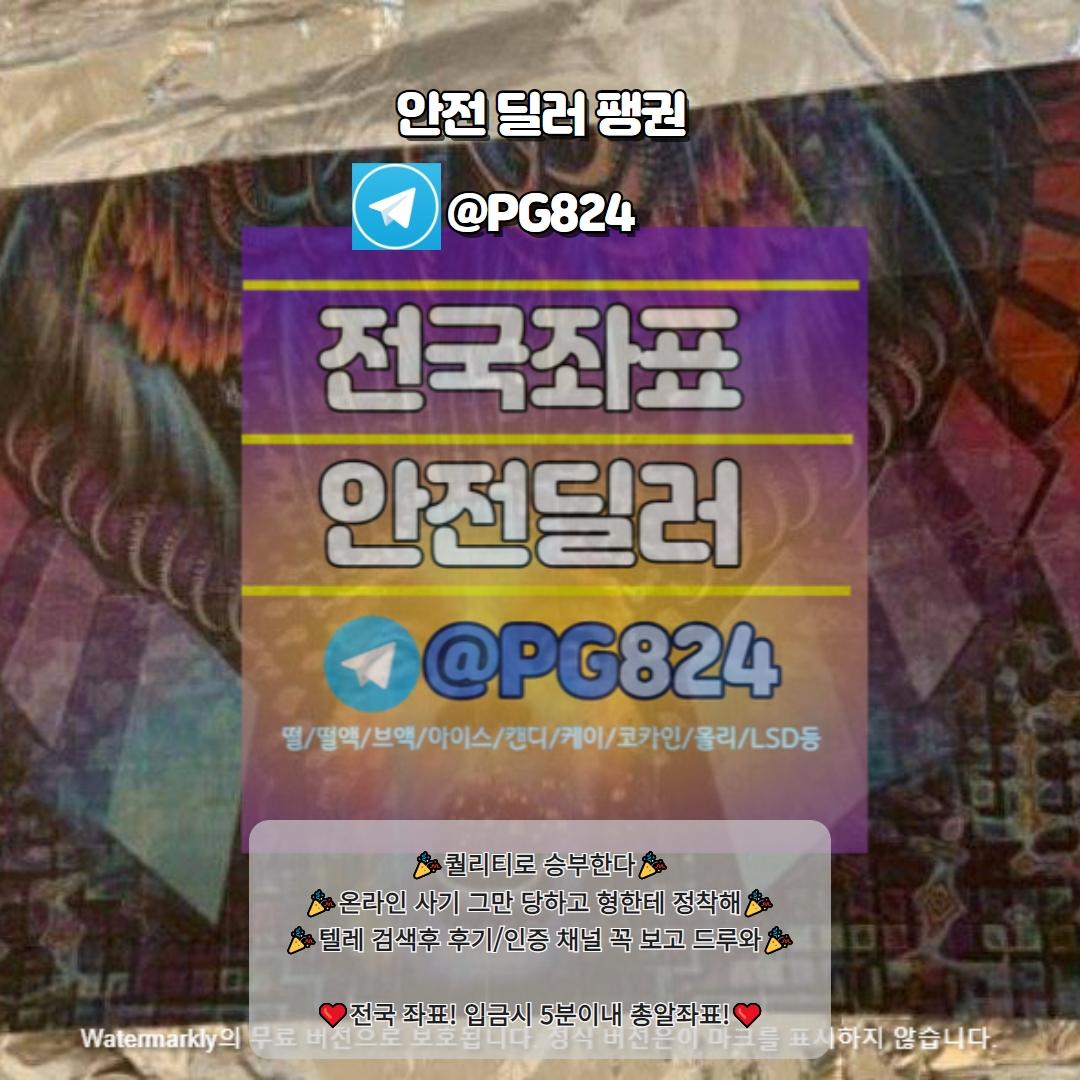 안전 딜러 팽권
@PG824
전국좌표
안전딜러
@PG824
떨/떨액/브액/아이스/캔디/케이/코카인/몰리/LSD등
🎉퀄리티로 승부한다🎉
🎉온라인 사기 그만 당하고 형한테 정착해🎉
🎉텔레 검색후 후기/인증 채널 꼭 보고 드루와🎉
❤️전국 좌표! 입금시 5분이내 총알좌표!❤️
Watermarkly의 무료 버전으로 보호됩니다. 정식 버전은이 마크를 표시하지 않습니다.